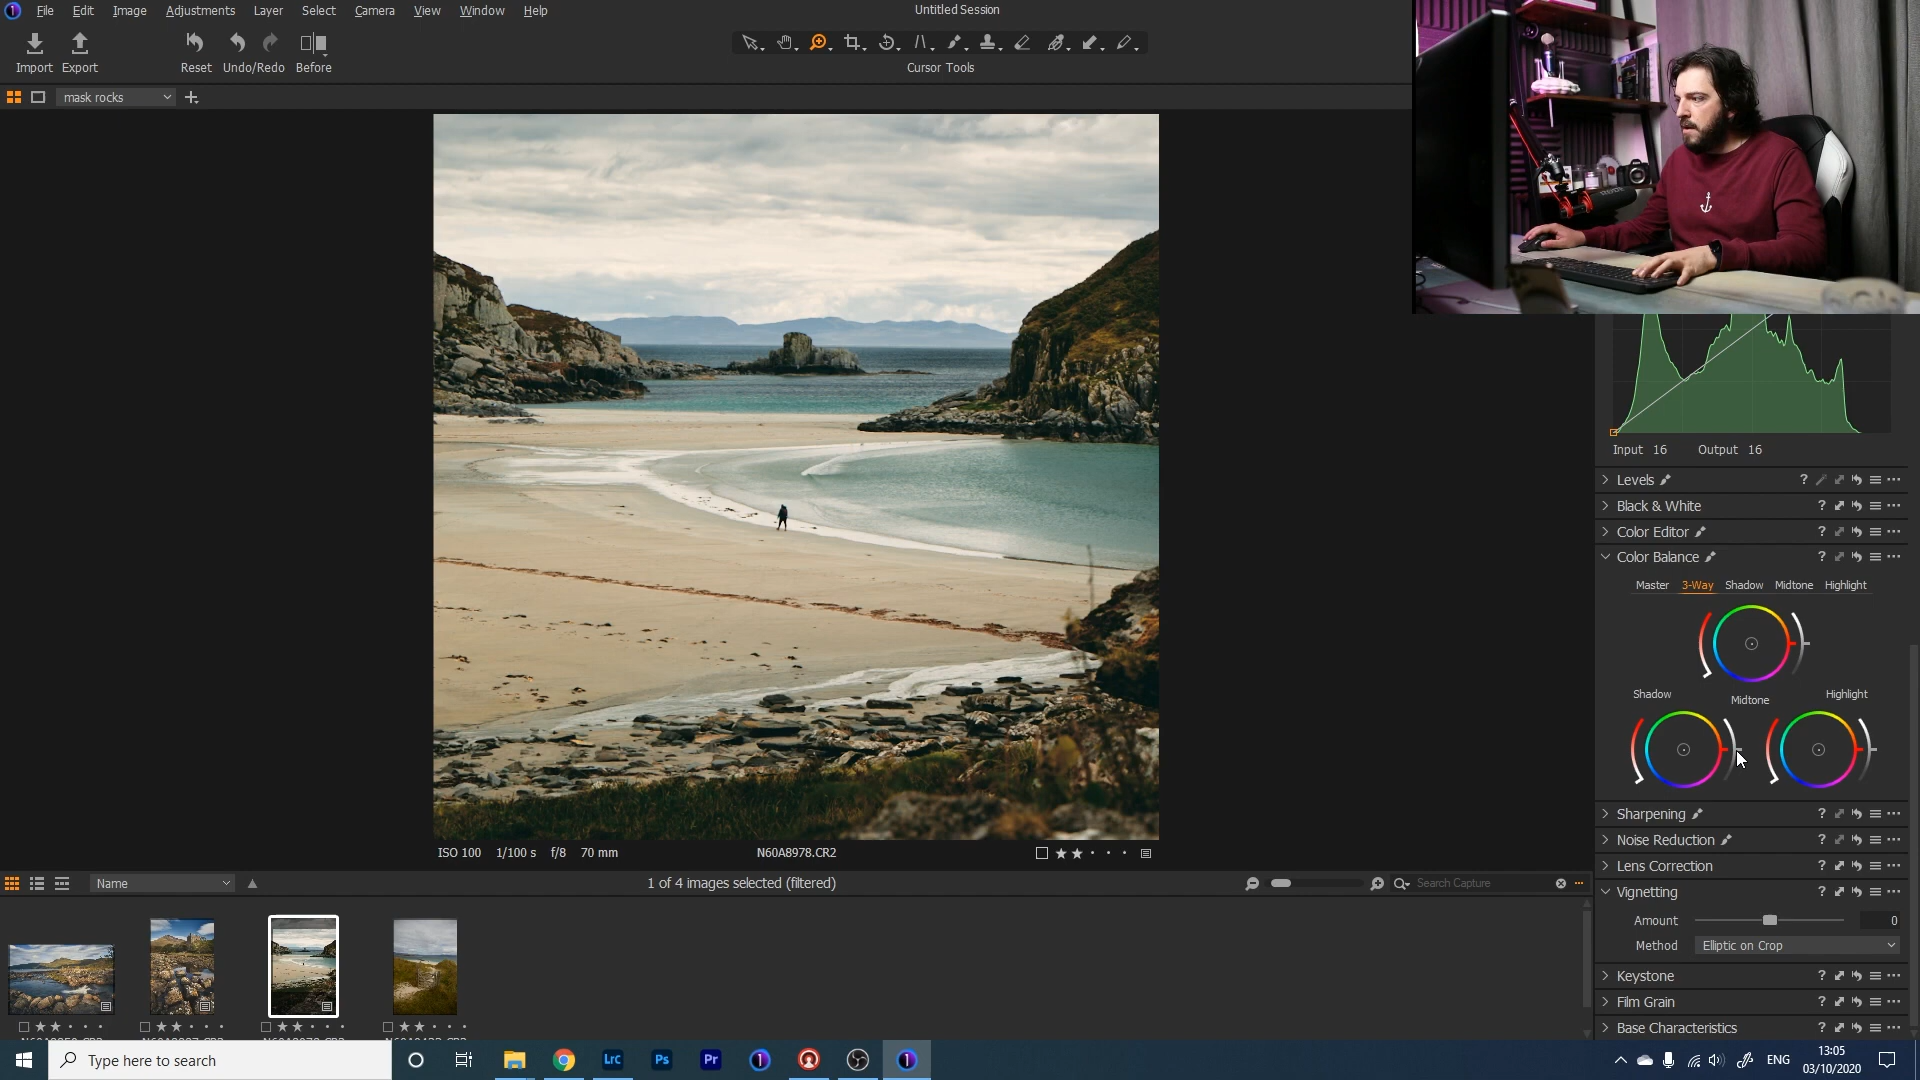 File Edit Image Adjustments Layer Select Camera View Window Help
Untitled Session
Import Export Reset Undo/Redo Before Cursor Tools
mask rocks
Input 16 Output 16
Levels
Black & White
Color Editor
Color Balance
Master 3-Way Shadow Midtone Highlight
Shadow Midtone Highlight
Sharpening
Noise Reduction
Lens Correction
Vignetting
Amount 0
Method Elliptic on Crop
Keystone
Film Grain
Base Characteristics
ISO 100 1/100 s f/8 70 mm N60A8978.CR2
Name 1 of 4 images selected (filtered) Search Capture
Type here to search
Lrc Ps Pr
ENG 13:05
03/10/2020